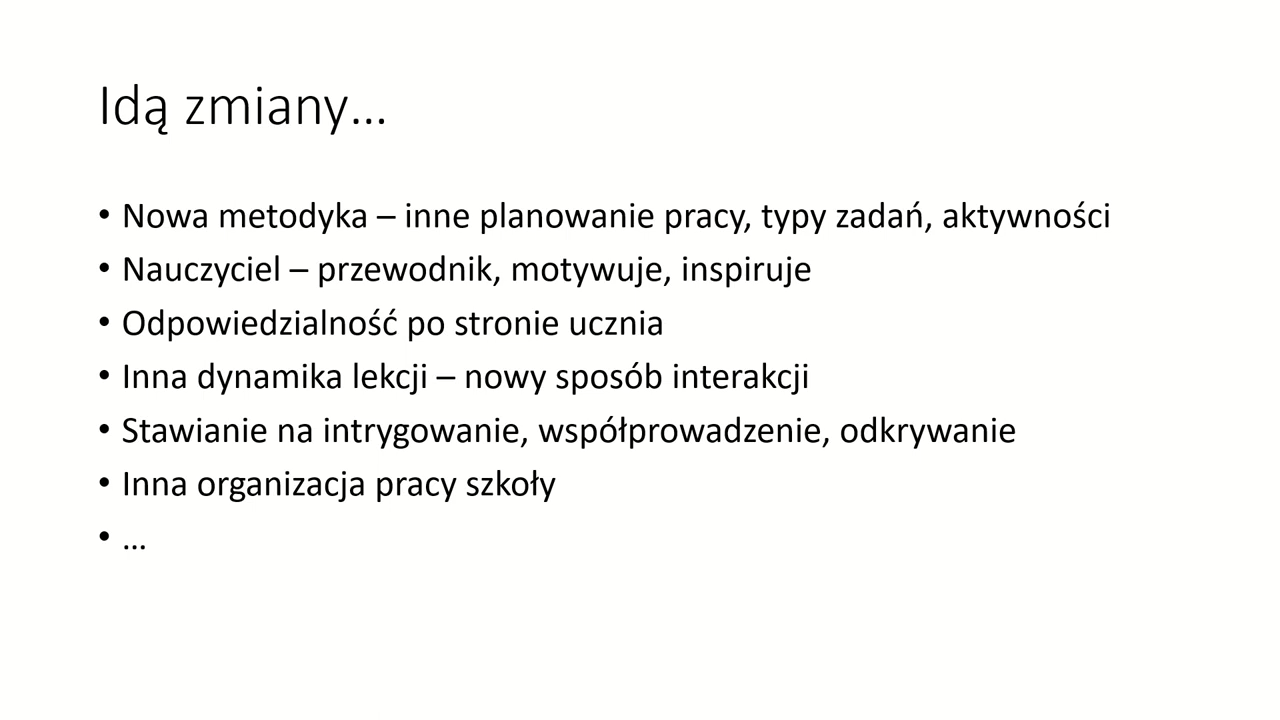 Idą zmiany…
• Nowa metodyka – inne planowanie pracy, typy zadań, aktywności
• Nauczyciel – przewodnik, motywuje, inspiruje
• Odpowiedzialność po stronie ucznia
• Inna dynamika lekcji – nowy sposób interakcji
• Stawianie na intrygowanie, współprowadzenie, odkrywanie
• Inna organizacja pracy szkoły
• …